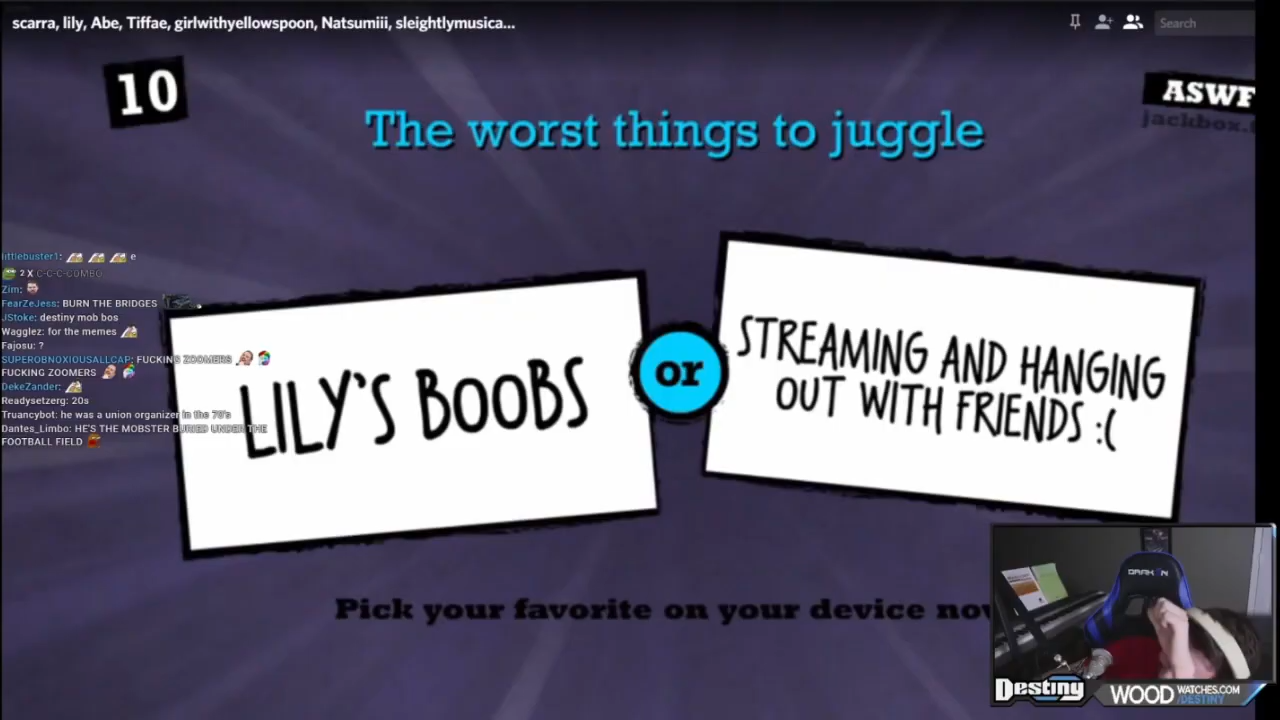 scarra, lily, Abe, Tiffae, girlwithyellowspoon, Natsumiii, sleightlymusica...
Search
10
The worst things to juggle
ASWF
jackbox.t
LILY'S BOOBS
or
STREAMING AND HANGING
OUT WITH FRIENDS :(
Pick your favorite on your device now
littlebuster1: e
2 X C-C-C-COMBO
Zim:
FearZeJess: BURN THE BRIDGES
JStoke: destiny mob bos
Wagglez: for the memes
Fajosu: ?
SUPEROBNOXIOUSALLCAP: FUCKING ZOOMERS
FUCKING ZOOMERS
DekeZander:
Readysetzerg: 20s
Truancybot: he was a union organizer in the 70's
Dantes_Limbo: HE'S THE MOBSTER BURIED UNDER THE
FOOTBALL FIELD
Destiny
WOODWATCHES.COM
/DESTINY